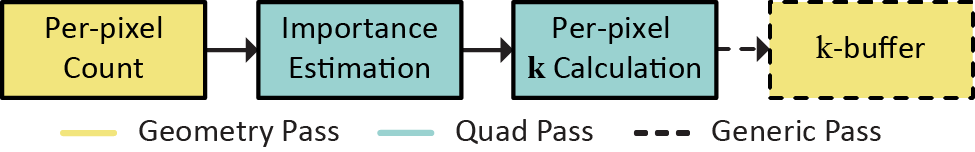 Per-pixel
Count
Importance
Estimation
Per-pixel
k Calculation
k-buffer
Geometry Pass
Quad Pass
Generic Pass